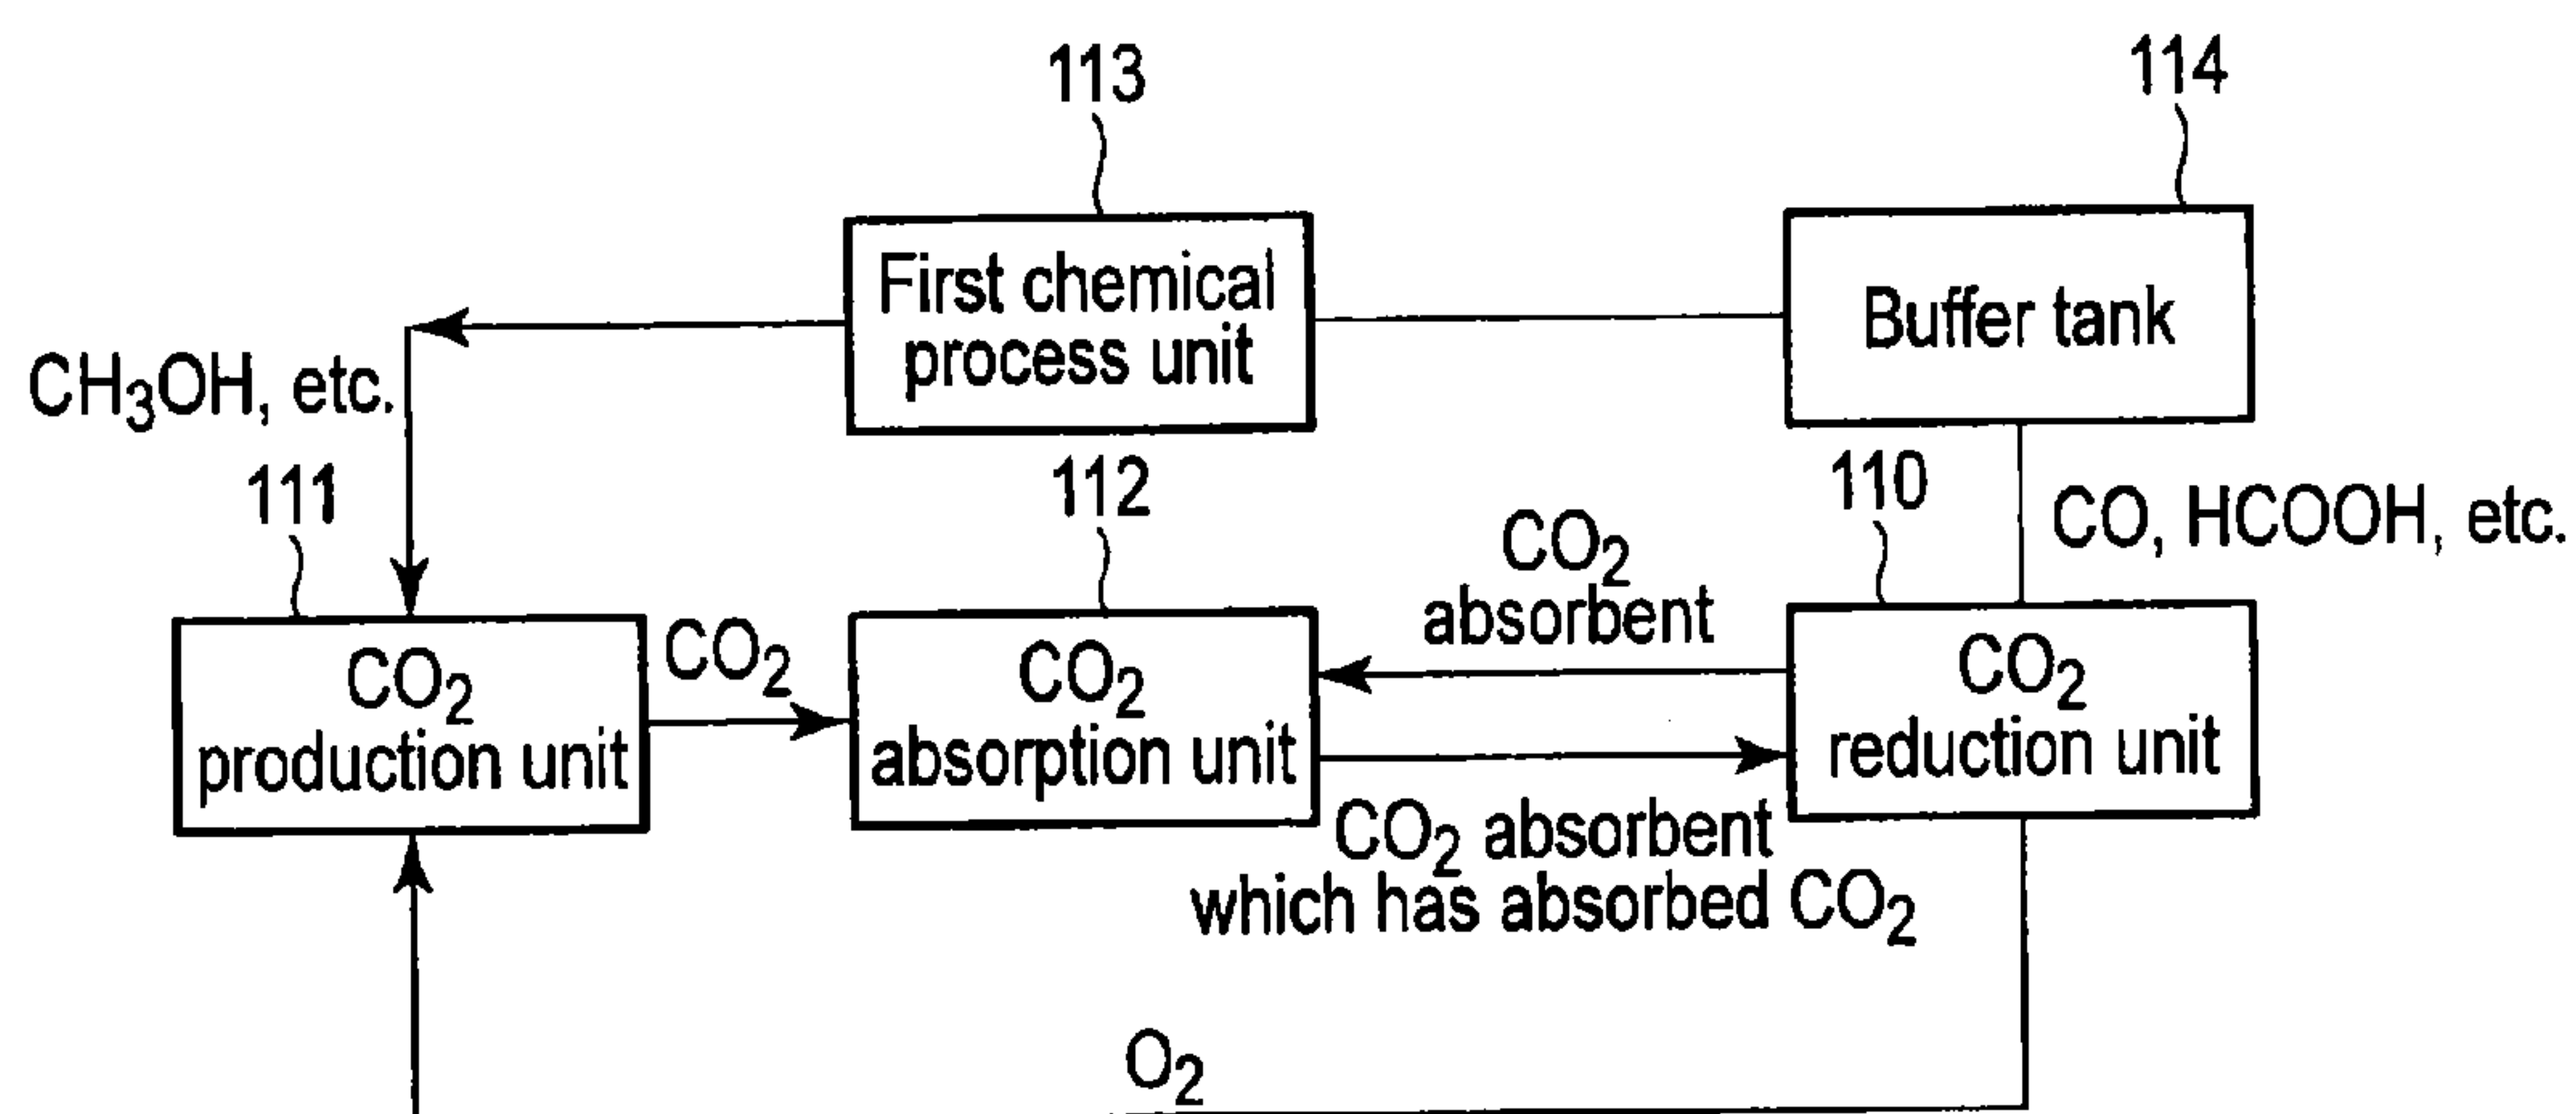 113
114
First chemical
process unit
Buffer tank
CH₃OH, etc.
111
112
110
CO, HCOOH, etc.
CO₂
absorbent
CO₂
production unit
CO₂
CO₂
absorption unit
CO₂
reduction unit
CO₂ absorbent
which has absorbed CO₂
O₂